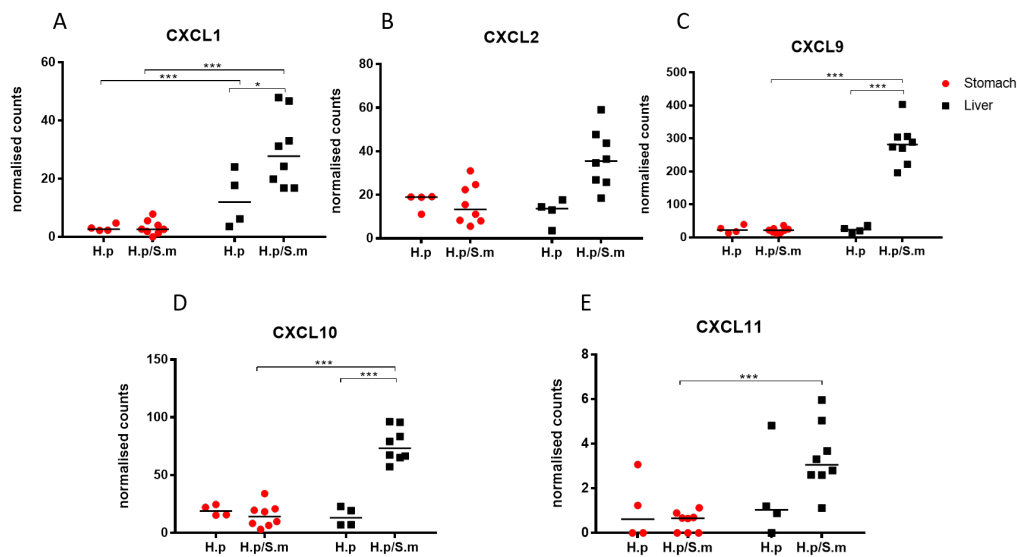 A
CXCL1
normalised counts
60
40
20
0
***
***
*
H.p
H.p/S.m
H.p
H.p/S.m
B
CXCL2
normalised counts
80
60
40
20
0
H.p
H.p/S.m
H.p
H.p/S.m
C
CXCL9
normalised counts
500
400
300
200
100
0
***
***
H.p
H.p/S.m
H.p
H.p/S.m
Stomach
Liver
D
CXCL10
normalised counts
150
100
50
0
***
***
H.p
H.p/S.m
H.p
H.p/S.m
E
CXCL11
normalised counts
8
6
4
2
0
***
H.p
H.p/S.m
H.p
H.p/S.m